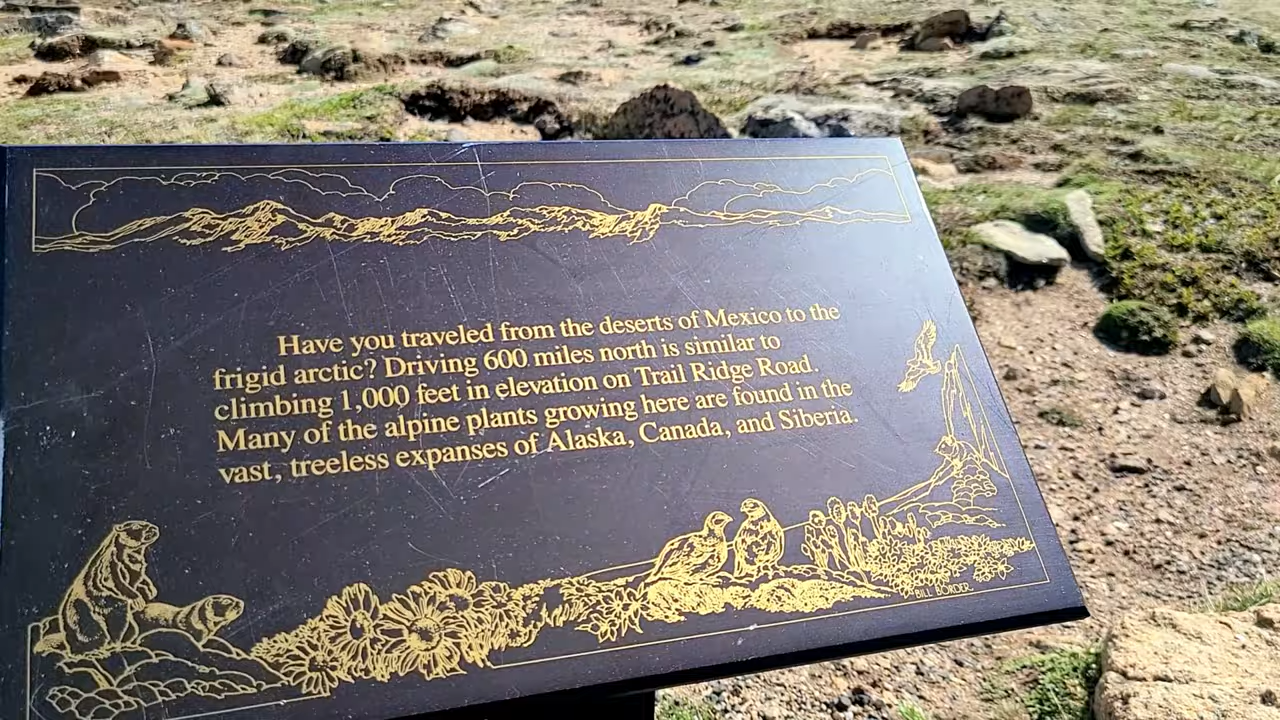 Have you traveled from the deserts of Mexico to the
frigid arctic? Driving 600 miles north is similar to
climbing 1,000 feet in elevation on Trail Ridge Road.
Many of the alpine plants growing here are found in the
vast, treeless expanses of Alaska, Canada, and Siberia.
BILL BORDER